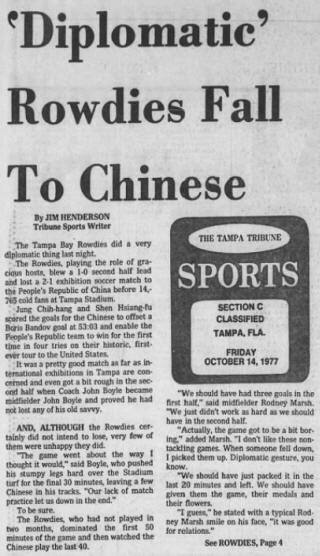 'Diplomatic'
Rowdies Fall
To Chinese
By JIM HENDERSON
Tribune Sports Writer
The Tampa Bay Rowdies did a very
diplomatic thing last night.
The Rowdies, playing the role of gra-
cious hosts, blew a 1-0 second half lead
and lost a 2-1 exhibition soccer match to
the People's Republic of China before 14,-
765 cold fans at Tampa Stadium.
Jung Chih-hang and Shen Hsiang-fu
scored the goals for the Chinese to offset a
Boris Bandov goal at 53:03 and enable the
People's Republic team to win for the first
time in four tries on their historic, first-
ever tour to the United States.
It was a pretty good match as far as in-
ternational exhibitions in Tampa are con-
cerned and even got a bit rough in the sec-
ond half when Coach John Boyle became
midfielder John Boyle and proved he had
not lost any of his old savvy.
AND, ALTHOUGH the Rowdies cer-
tainly did not intend to lose, very few of
them were unhappy they did.
"The game went about the way I
thought it would," said Boyle, who pushed
his stumpy legs hard over the Stadium
turf for the final 30 minutes, leaving a few
Chinese in his tracks. "Our lack of match
practice let us down in the end."
To be sure.
The Rowdies, who had not played in
two months, dominated the first 50
minutes of the game and then watched the
Chinese play the last 40.
THE TAMPA TRIBUNE
SPORTS
SECTION C
CLASSIFIED
TAMPA, FLA.
FRIDAY
OCTOBER 14, 1977
"We should have had three goals in the
first half," said midfielder Rodney Marsh.
"We just didn't work as hard as we should
have in the second half.
"Actually, the game got to be a bit bor-
ing," added Marsh. "I don't like these non-
tackling games. When someone fell down,
I picked them up. Diplomatic gesture, you
know.
"We should have just packed it in the
last 20 minutes and left. We should have
given them the game, their medals and
their flowers.
"I guess," he stated with a typical Rod-
ney Marsh smile on his face, "it was good
for relations."
See ROWDIES, Page 4